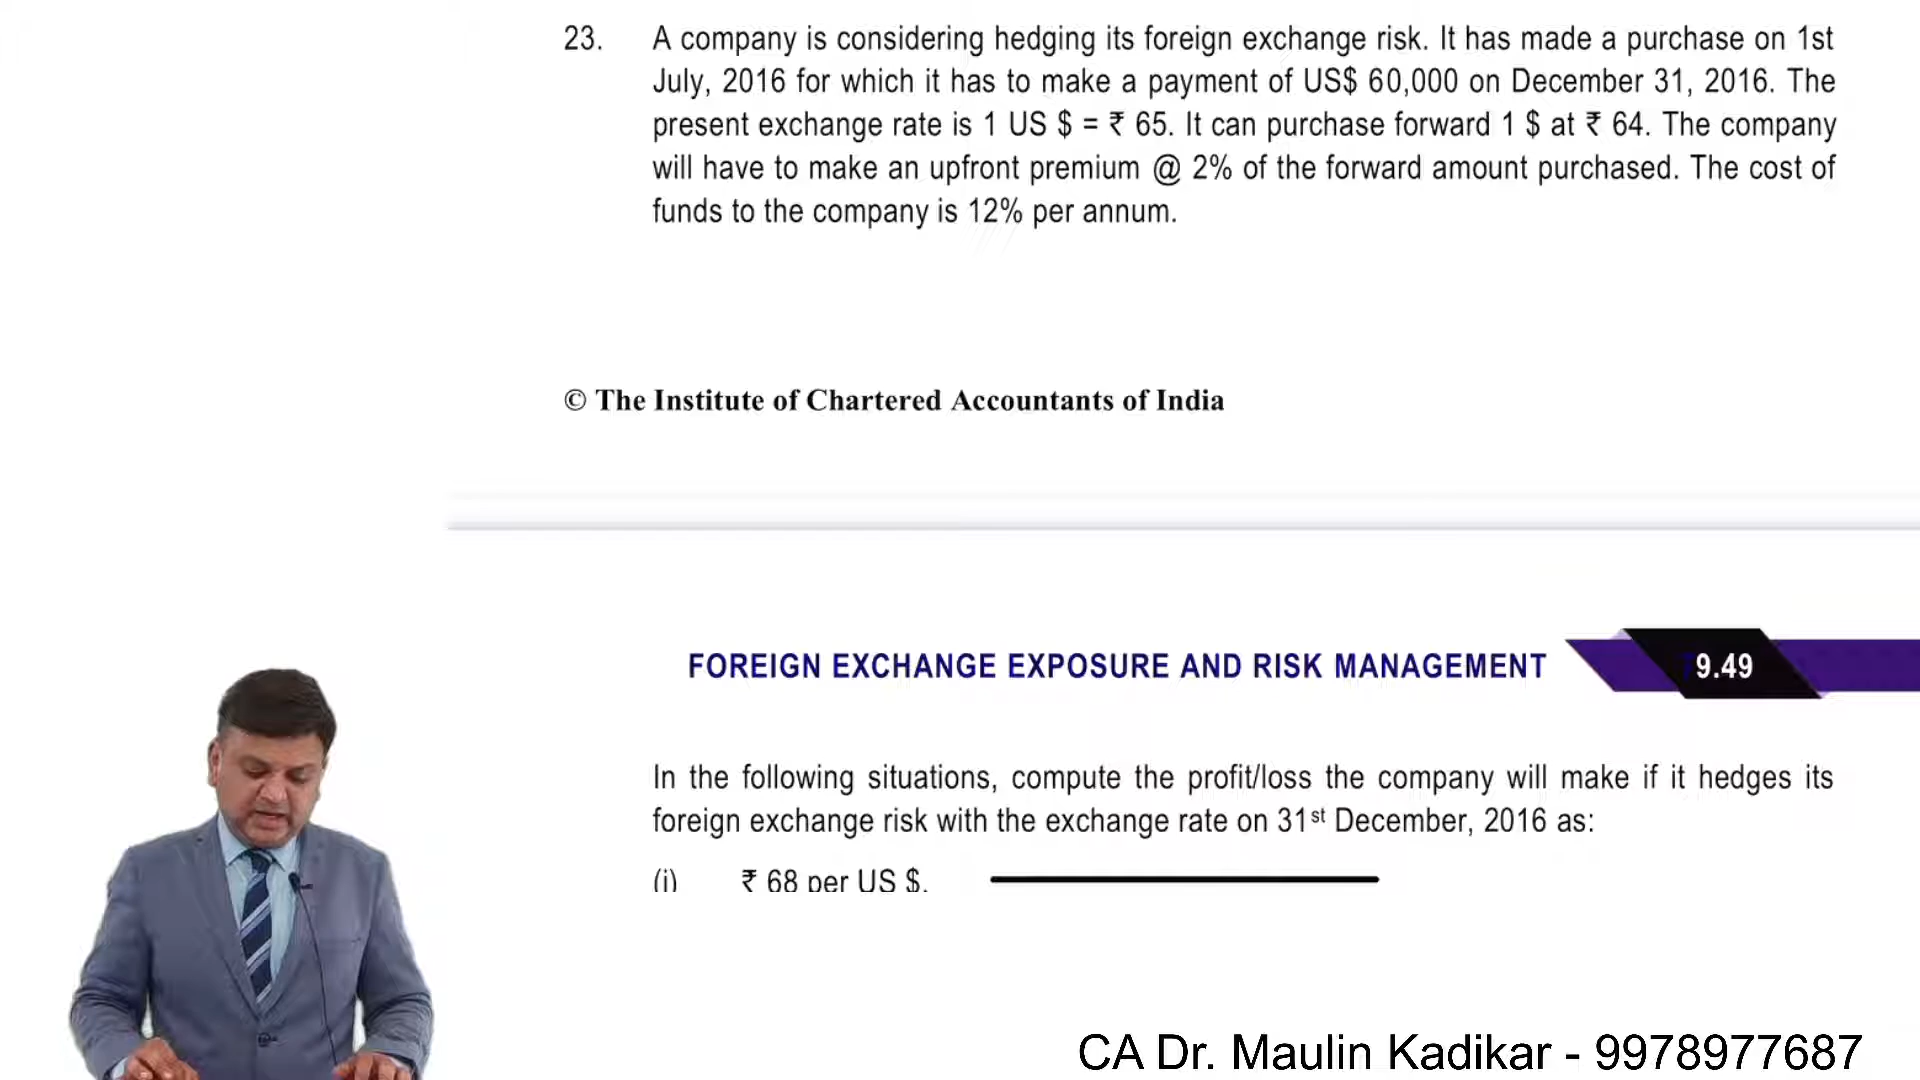 23. A company is considering hedging its foreign exchange risk. It has made a purchase on 1st
July, 2016 for which it has to make a payment of US$ 60,000 on December 31, 2016. The
present exchange rate is 1 US $ = ₹ 65. It can purchase forward 1 $ at ₹ 64. The company
will have to make an upfront premium @ 2% of the forward amount purchased. The cost of
funds to the company is 12% per annum.
© The Institute of Chartered Accountants of India
FOREIGN EXCHANGE EXPOSURE AND RISK MANAGEMENT 9.49
In the following situations, compute the profit/loss the company will make if it hedges its
foreign exchange risk with the exchange rate on 31st December, 2016 as:
(i) ₹ 68 per US $.
CA Dr. Maulin Kadikar - 9978977687